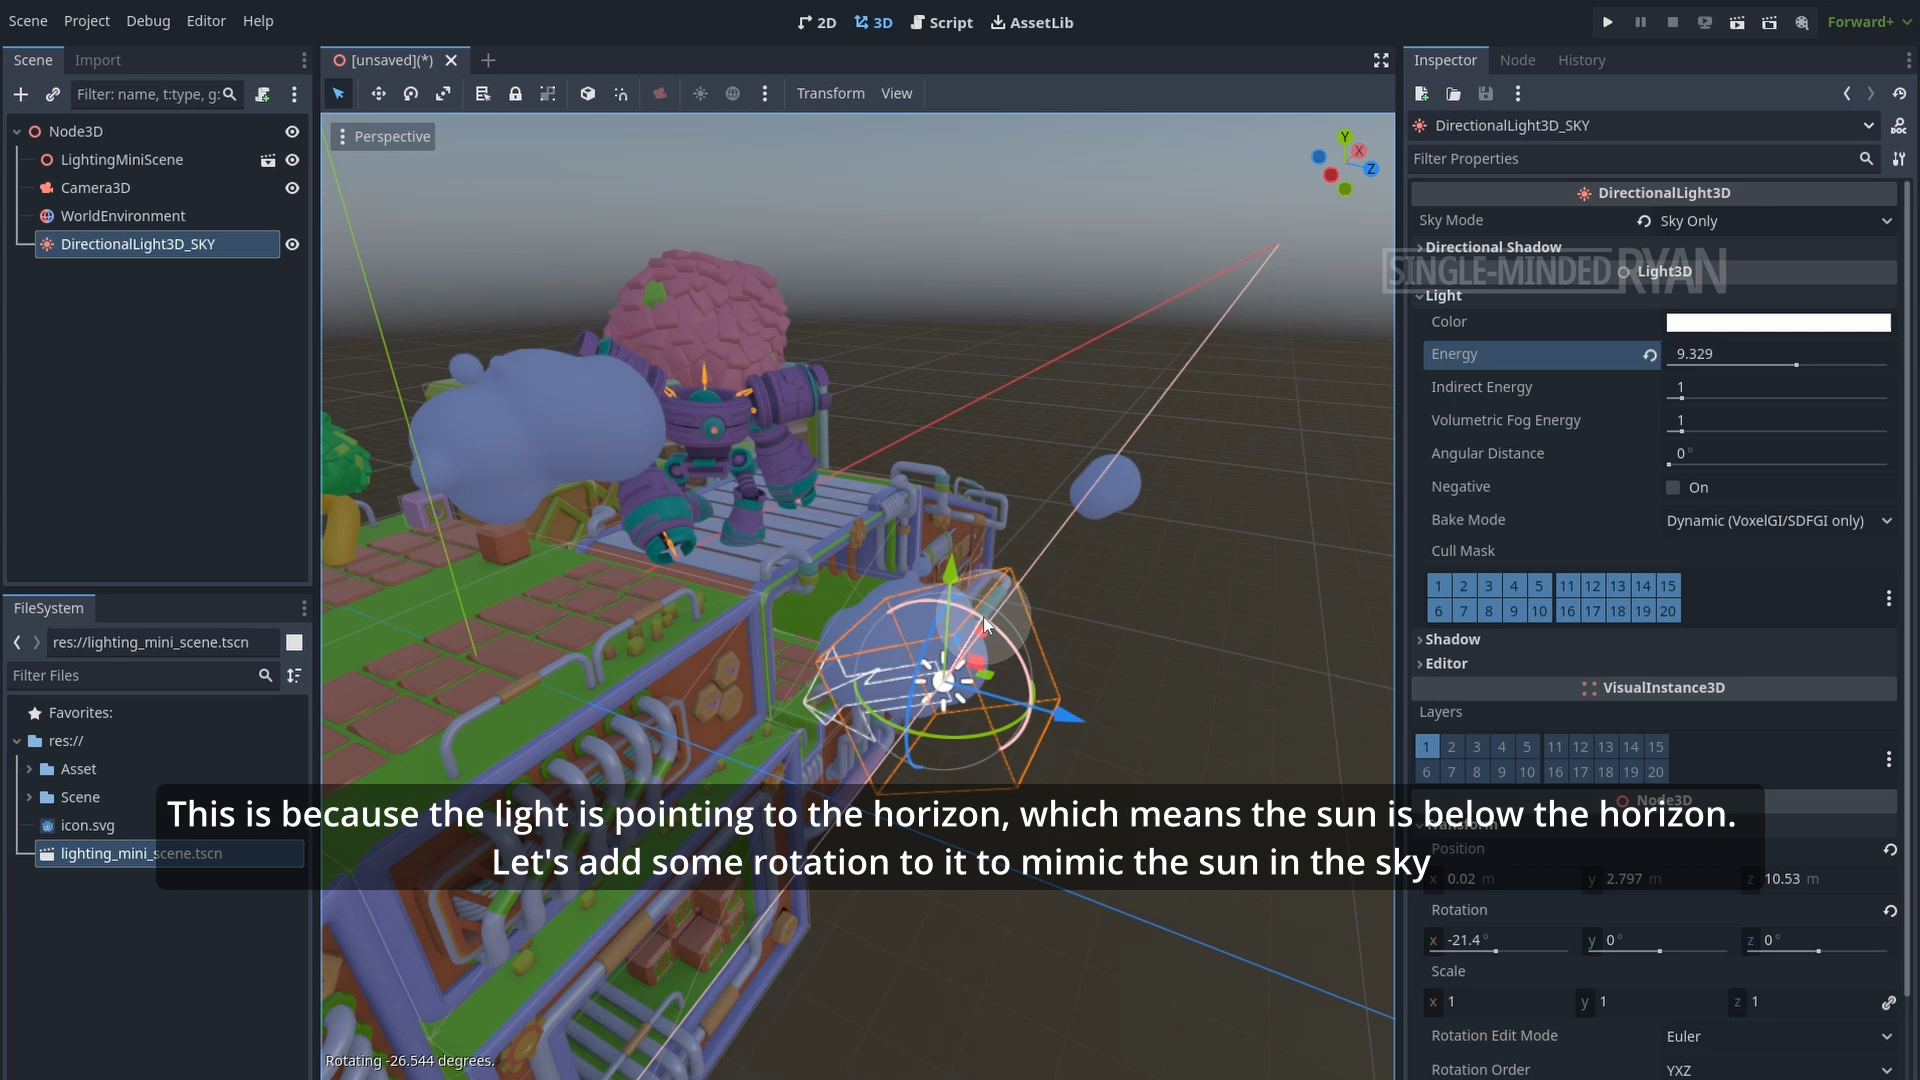 Scene Project Debug Editor Help
2D 3D Script AssetLib
Forward+
Scene Import
[unsaved](*)
Inspector Node History
Filter: name, t:type, g:
Transform View
Node3D
LightingMiniScene
Camera3D
WorldEnvironment
DirectionalLight3D_SKY
Perspective
Y
X
Z
DirectionalLight3D_SKY
DOC
Filter Properties
DirectionalLight3D
Sky Mode Sky Only
Directional Shadow
SINGLE-MINDED RYAN
Light3D
Light
Color
Energy 9.329
Indirect Energy 1
Volumetric Fog Energy 1
Angular Distance 0 °
Negative On
Bake Mode Dynamic (VoxelGI/SDFGI only)
Cull Mask
1 2 3 4 5 11 12 13 14 15
6 7 8 9 10 16 17 18 19 20
Shadow
Editor
VisualInstance3D
Layers
1 2 3 4 5 11 12 13 14 15
6 7 8 9 10 16 17 18 19 20
Node3D
Transform
Position
x 0.02 m y 2.797 m z 10.53 m
Rotation
x -21.4 ° y 0 ° z 0 °
Scale
x 1 y 1 z 1
Rotation Edit Mode Euler
Rotation Order YXZ
FileSystem
res://lighting_mini_scene.tscn
Filter Files
Favorites:
res://
Asset
Scene
icon.svg
lighting_mini_scene.tscn
This is because the light is pointing to the horizon, which means the sun is below the horizon.
Let's add some rotation to it to mimic the sun in the sky
Rotating -26.544 degrees.